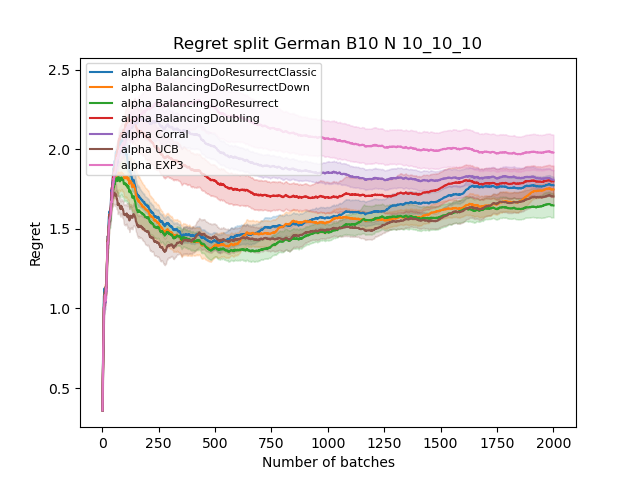 Regret split German B10 N 10_10_10
alpha BalancingDoResurrectClassic
alpha BalancingDoResurrectDown
alpha BalancingDoResurrect
alpha BalancingDoubling
alpha Corral
alpha UCB
alpha EXP3
Regret
2.5
2.0
1.5
1.0
0.5
0 250 500 750 1000 1250 1500 1750 2000
Number of batches